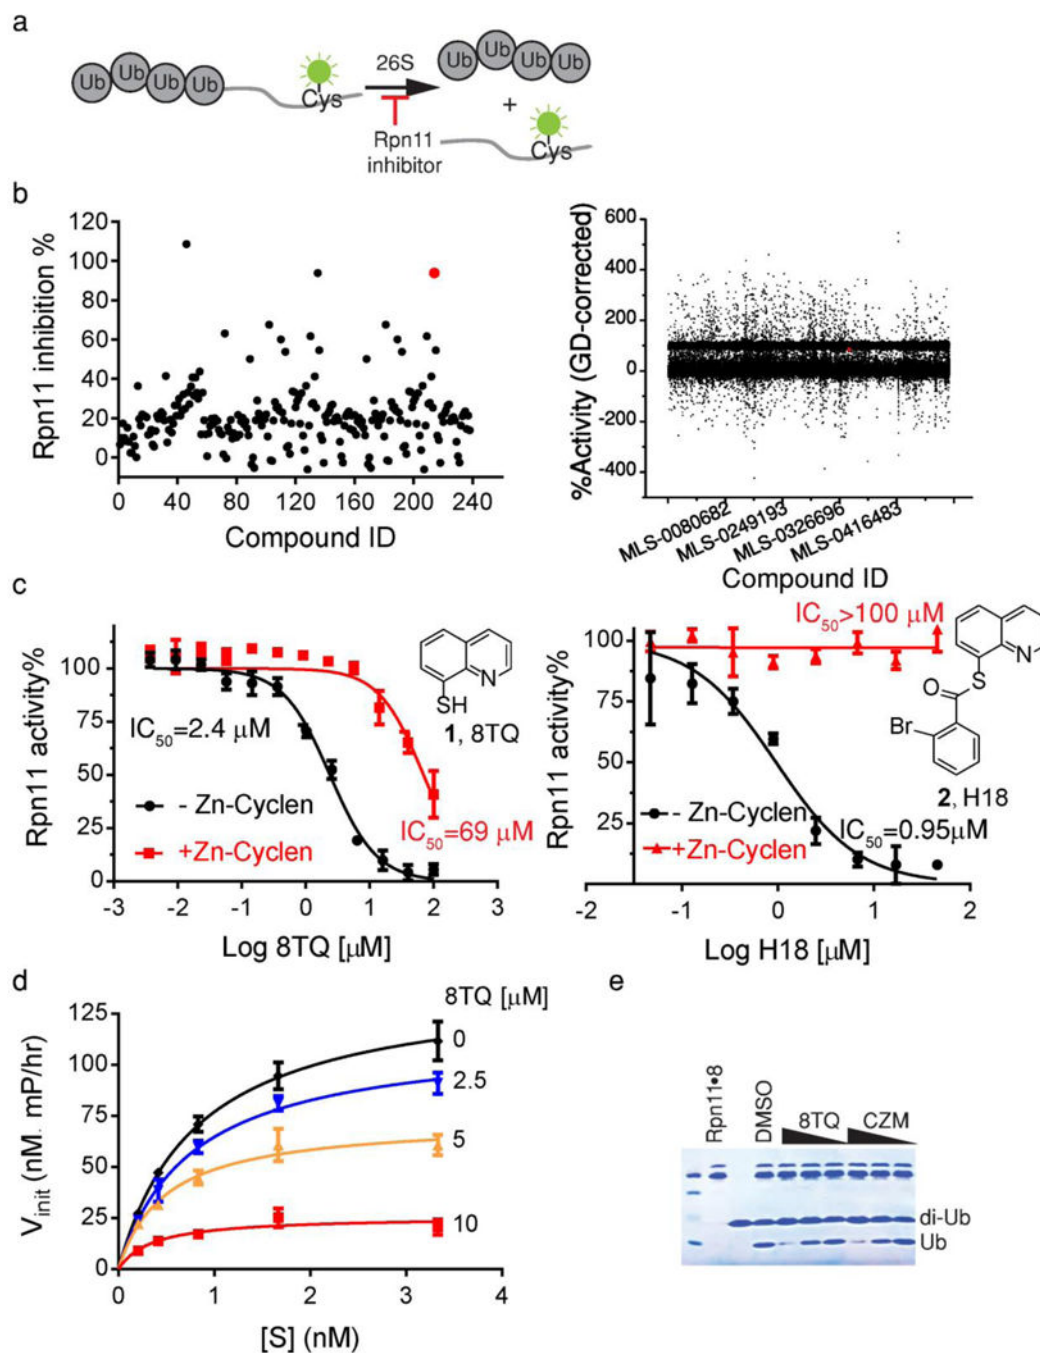 a
Ub Ub Ub Ub
Cys
26S
Rpn11
inhibitor
Ub Ub Ub Ub
+
Cys
b
Rpn11 inhibition %
120
100
80
60
40
20
0
0 40 80 120 160 200 240
Compound ID
%Activity (GD-corrected)
600
400
200
0
-200
-400
MLS-0080682
MLS-0249193
MLS-0326696
MLS-0416483
Compound ID
c
Rpn11 activity%
100
75
50
25
0
IC50=2.4 μM
- Zn-Cyclen
+Zn-Cyclen
IC50=69 μM
N
SH
1, 8TQ
-3 -2 -1 0 1 2 3
Log 8TQ [μM]
Rpn11 activity%
100
75
50
25
IC50>100 μM
N
S
O
Br
2, H18
- Zn-Cyclen
+Zn-Cyclen
IC50=0.95μM
-2 -1 0 1 2
Log H18 [μM]
d
Vinit (nM. mP/hr)
125
100
75
50
25
0
8TQ [μM]
0
2.5
5
10
0 1 2 3 4
[S] (nM)
e
Rpn11•8
DMSO
8TQ
CZM
di-Ub
Ub